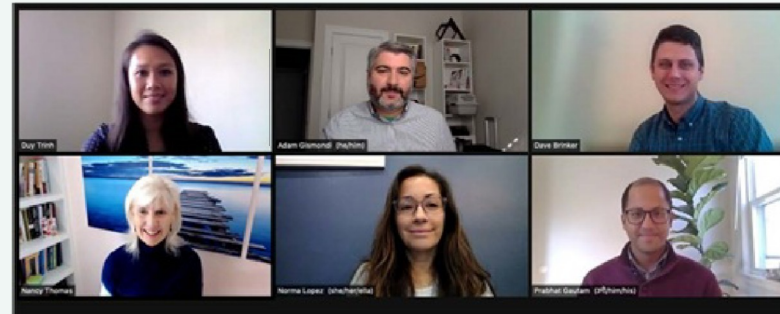 Duy Trinh
Adam Gismondi (he/him)
Dave Brinker
Nancy Thomas
Norma Lopez (she/her/ella)
Prabhat Gautam